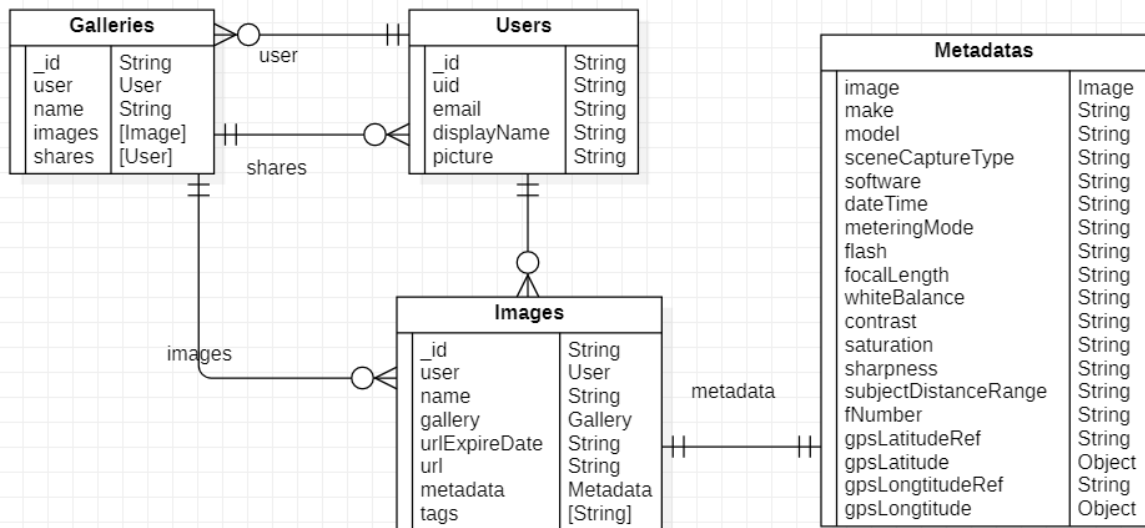 Galleries
_id String
user User
name String
images [Image]
shares [User]
user
shares
images
Users
_id String
uid String
email String
displayName String
picture String
Images
_id String
user User
name String
gallery Gallery
urlExpireDate String
url String
metadata Metadata
tags [String]
metadata
Metadatas
image Image
make String
model String
sceneCaptureType String
software String
dateTime String
meteringMode String
flash String
focalLength String
whiteBalance String
contrast String
saturation String
sharpness String
subjectDistanceRange String
fNumber String
gpsLatitudeRef String
gpsLatitude Object
gpsLongtitudeRef String
gpsLongtitude Object